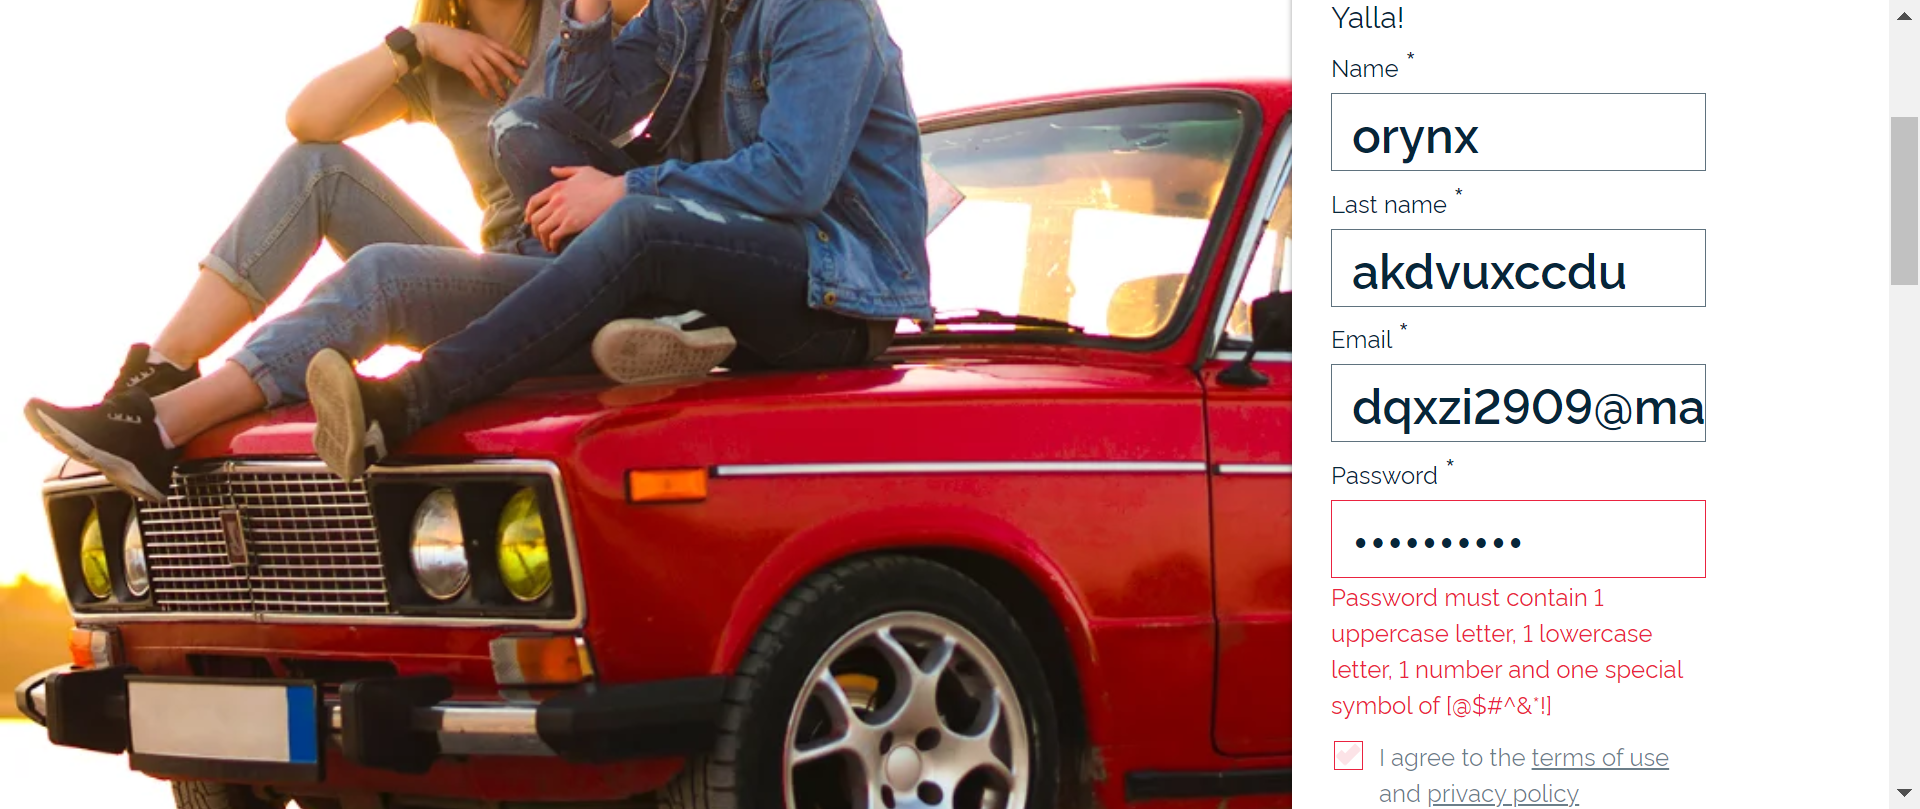 Yalla!
Name *
orynx
Last name *
akdvuxccdu
Email *
dqxzi2909@ma
Password *
••••••••••
Password must contain 1
uppercase letter, 1 lowercase
letter, 1 number and one special
symbol of [@$#^&*!]
I agree to the terms of use
and privacy policy